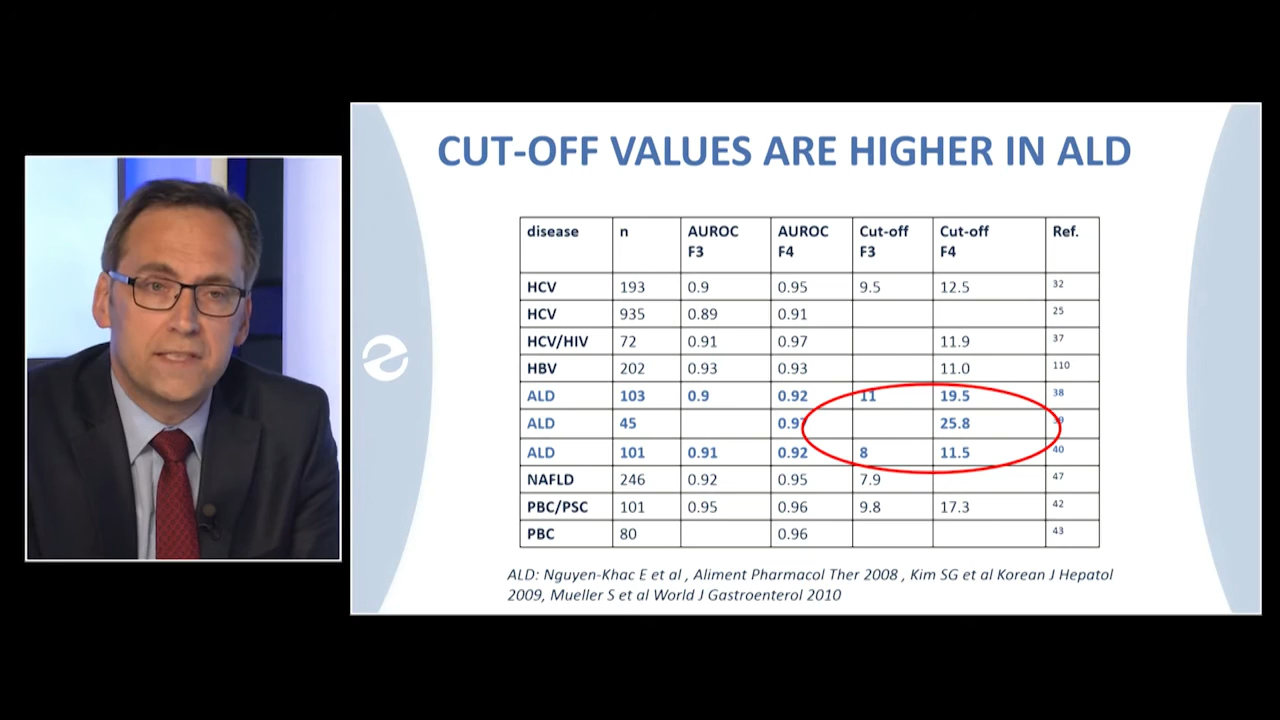 CUT-OFF VALUES ARE HIGHER IN ALD
disease n AUROC F3 AUROC F4 Cut-off F3 Cut-off F4 Ref.
HCV 193 0.9 0.95 9.5 12.5 32
HCV 935 0.89 0.91 25
HCV/HIV 72 0.91 0.97 11.9 37
HBV 202 0.93 0.93 11.0 110
ALD 103 0.9 0.92 11 19.5 38
ALD 45 0.97 25.8 39
ALD 101 0.91 0.92 8 11.5 40
NAFLD 246 0.92 0.95 7.9 47
PBC/PSC 101 0.95 0.96 9.8 17.3 42
PBC 80 0.96 43
ALD: Nguyen-Khac E et al , Aliment Pharmacol Ther 2008 , Kim SG et al Korean J Hepatol
2009, Mueller S et al World J Gastroenterol 2010